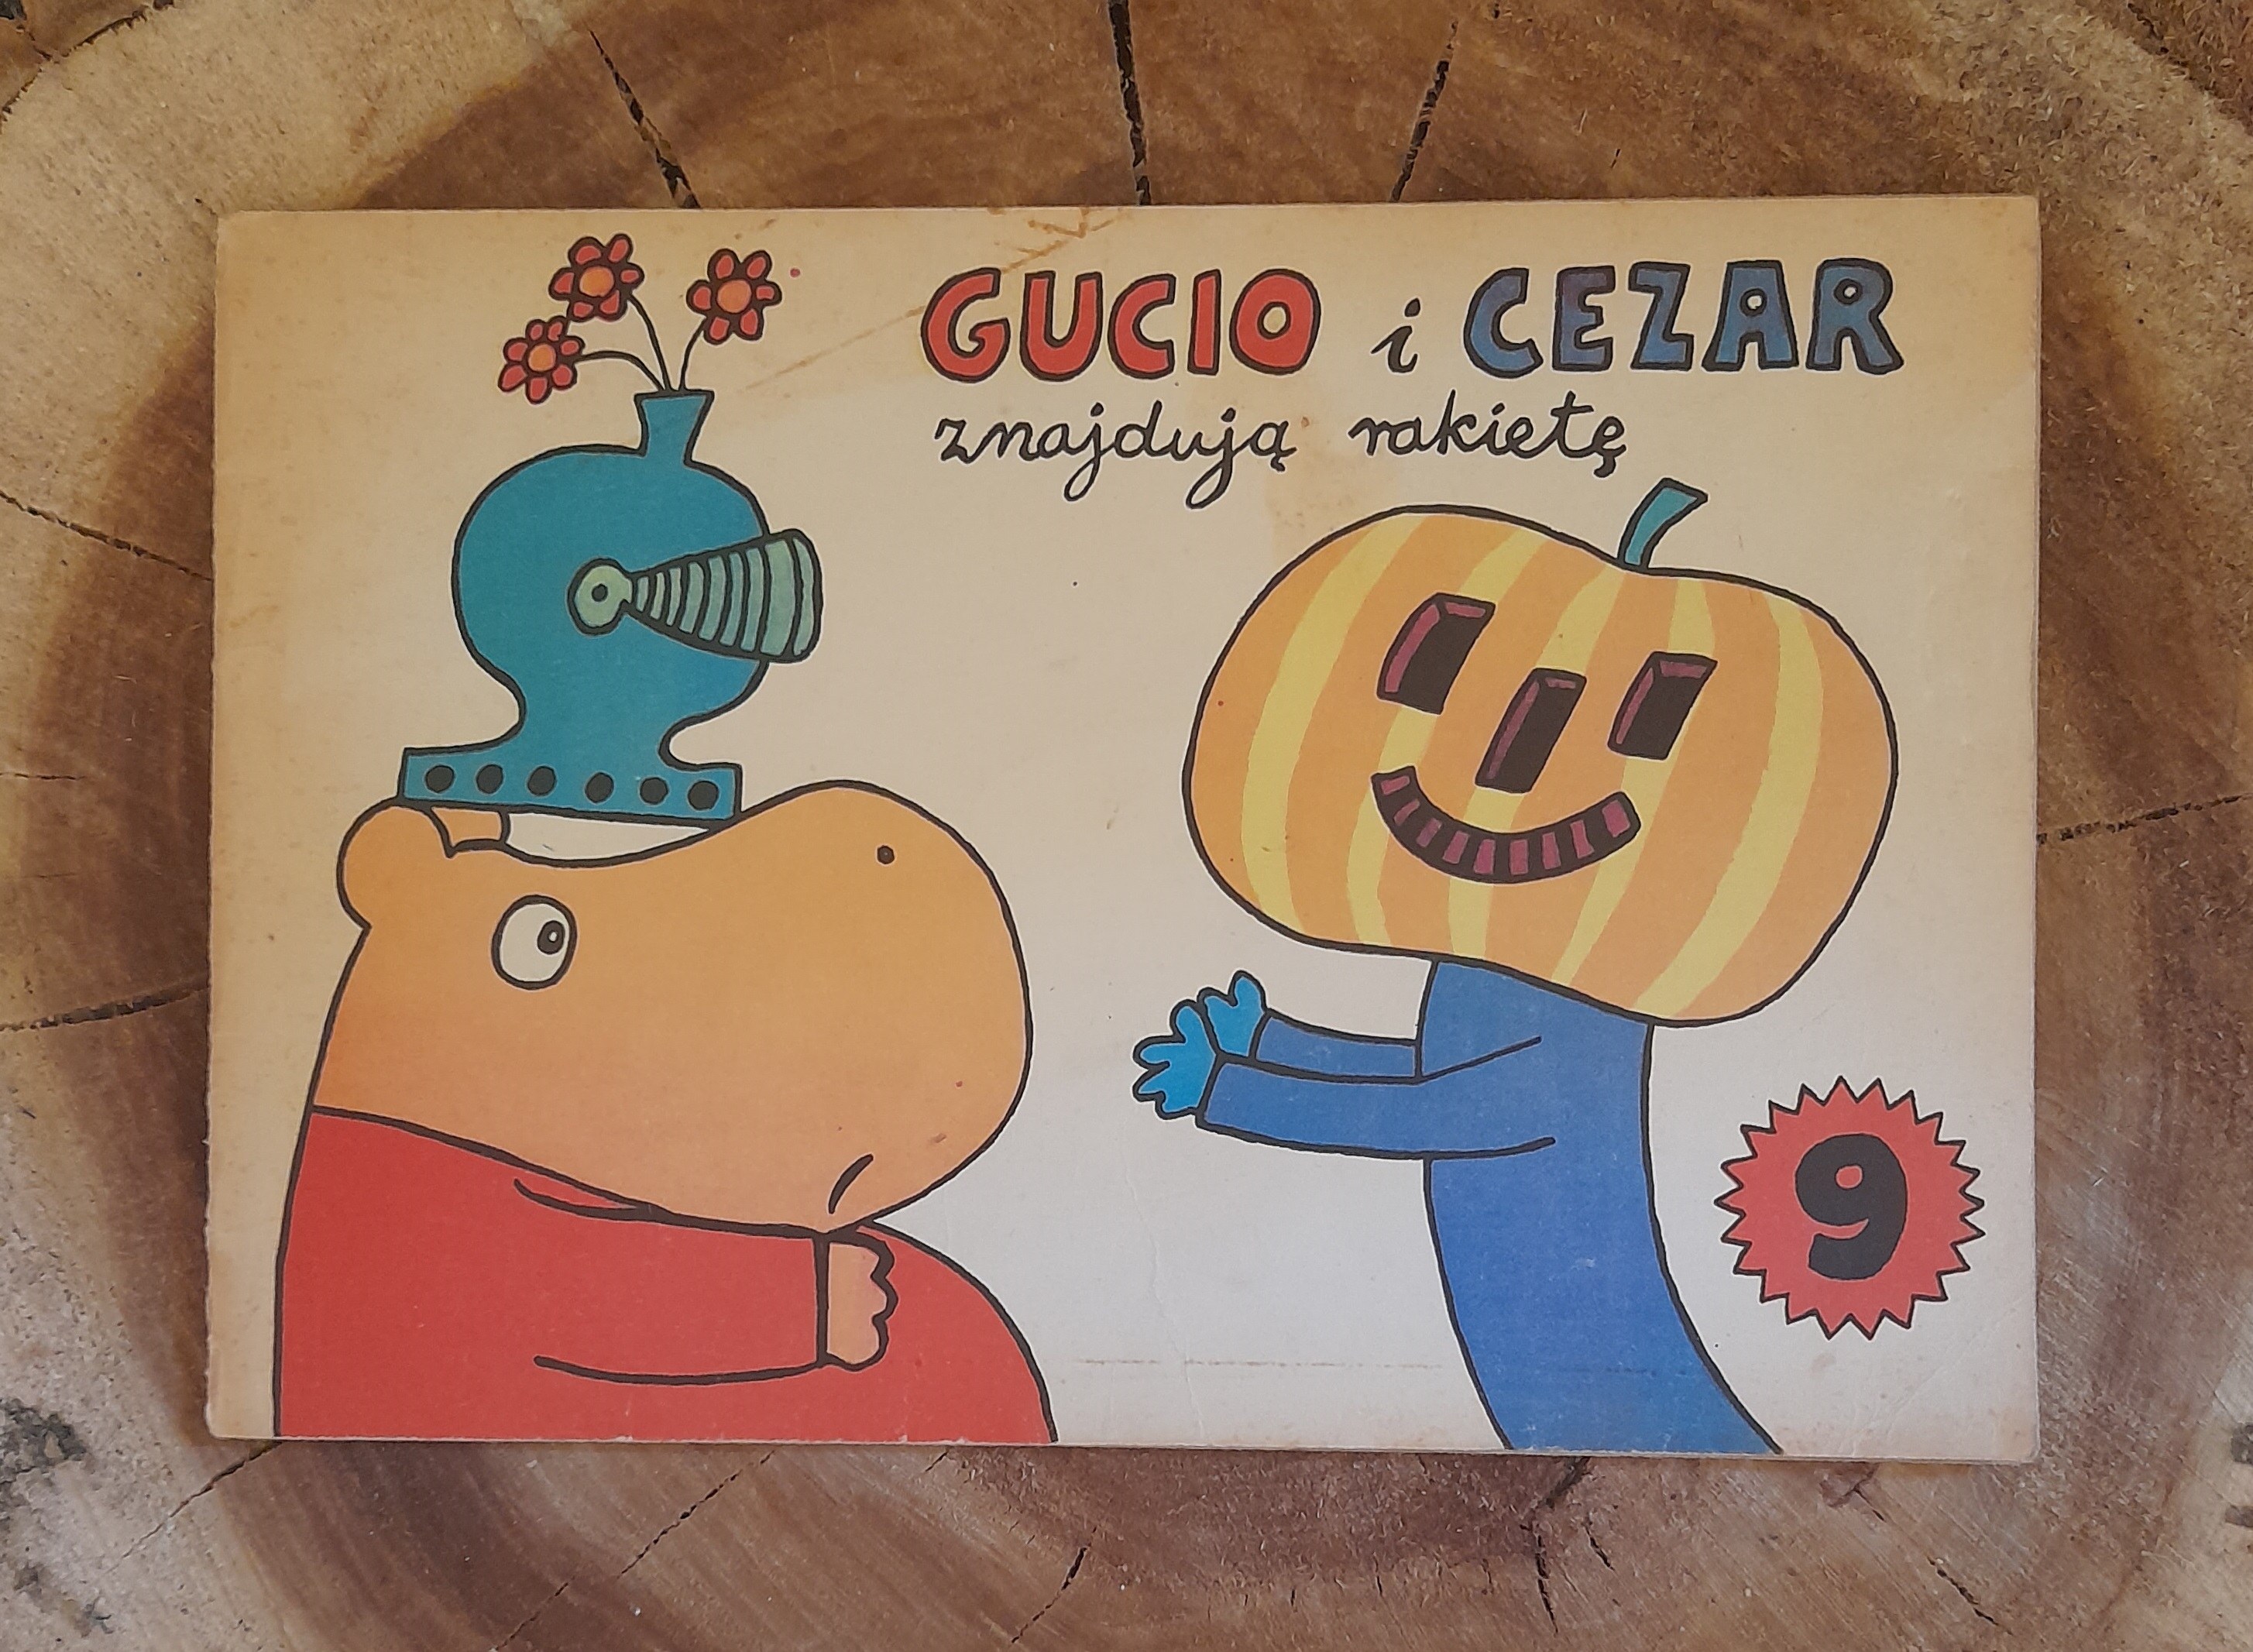 GUCIO i CEZAR
znajdują rakietę
9